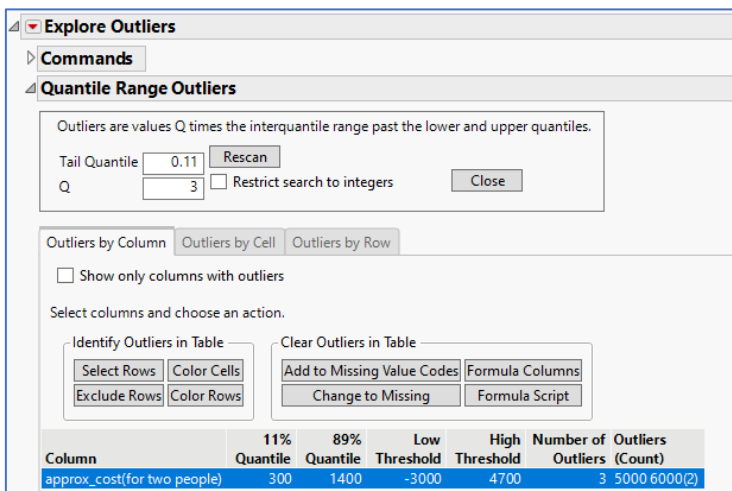 Explore Outliers
Commands
Quantile Range Outliers
Outliers are values Q times the interquantile range past the lower and upper quantiles.
Tail Quantile 0.11 Rescan
Q 3 Restrict search to integers Close
Outliers by Column Outliers by Cell Outliers by Row
Show only columns with outliers
Select columns and choose an action.
Identify Outliers in Table Clear Outliers in Table
Select Rows Color Cells Add to Missing Value Codes Formula Columns
Exclude Rows Color Rows Change to Missing Formula Script
11% 89% Low High Number of Outliers
Column Quantile Quantile Threshold Threshold Outliers (Count)
approx_cost(for two people) 300 1400 -3000 4700 3 5000 6000(2)